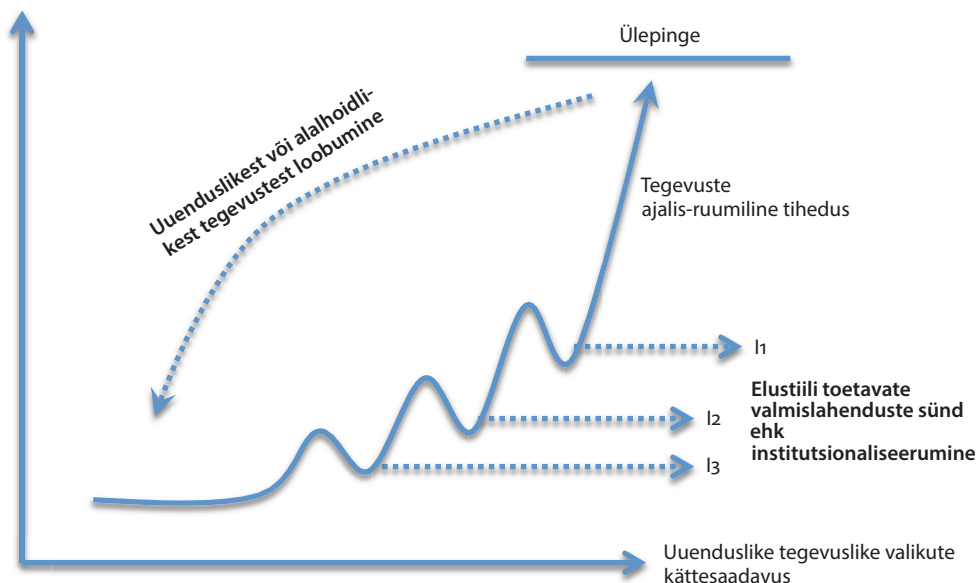 Ülepinge
Uuenduslikest või alalhoidli-
kest tegevustest loobumine
Tegevuste
ajalis-ruumiline tihedus
I1
Elustiili toetavate
valmislahenduste sünd
I2
ehk
institutsionaliseerumine
I3
Uuenduslike tegevuslike valikute
kättesaadavus